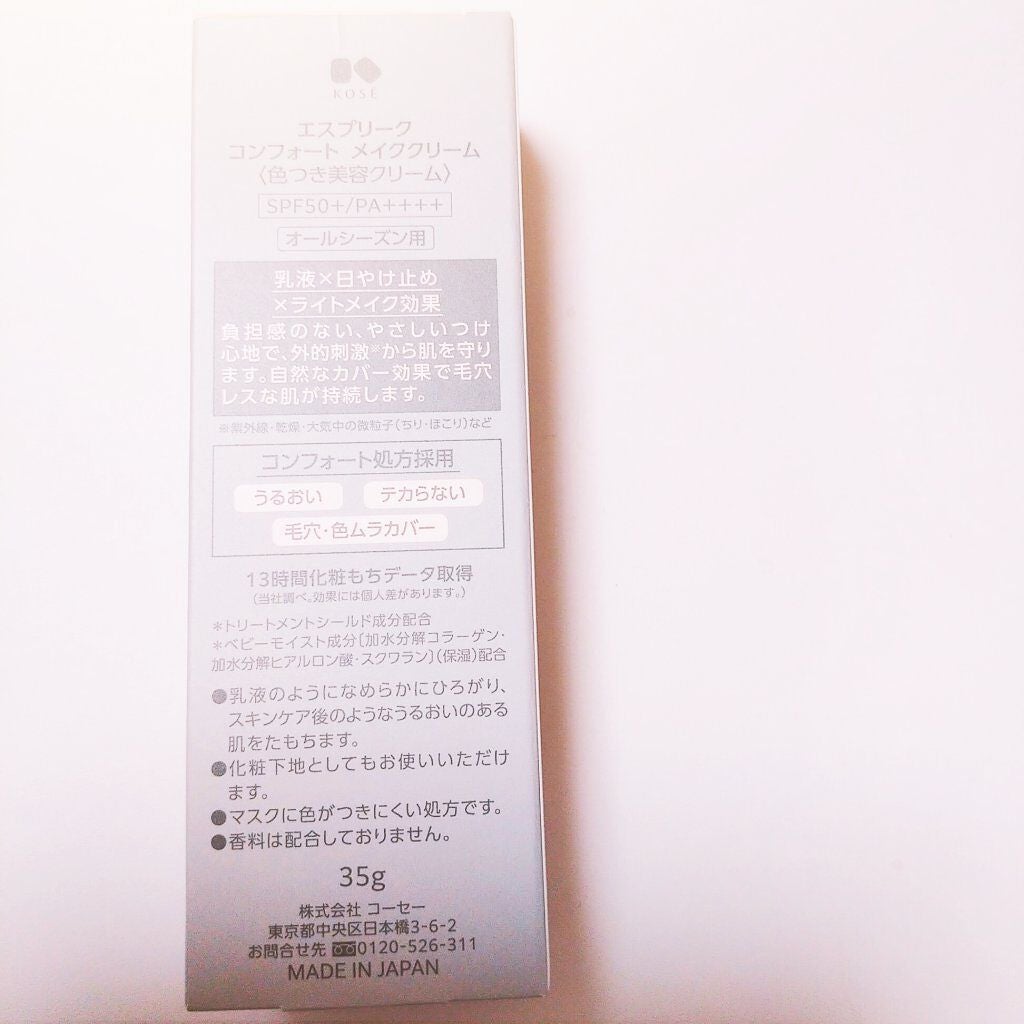 KOSÉ
エスプリーク
コンフォート メイククリーム
〈色つき美容クリーム〉
SPF50+/PA++++
オールシーズン用
乳液×日やけ止め
×ライトメイク効果
負担感のない、やさしいつけ
心地で、外的刺激※から肌を守り
ます。自然なカバー効果で毛穴
レスな肌が持続します。
※紫外線・乾燥・大気中の微粒子(ちり・ほこり)など
コンフォート処方採用
うるおい テカらない
毛穴・色ムラカバー
13時間化粧もちデータ取得
(当社調べ。効果には個人差があります。)
＊トリートメントシールド成分配合
＊ベビーモイスト成分〔加水分解コラーゲン・
加水分解ヒアルロン酸・スクワラン〕(保湿)配合
●乳液のようになめらかにひろがり、
スキンケア後のようなうるおいのある
肌をたもちます。
●化粧下地としてもお使いいただけ
ます。
●マスクに色がつきにくい処方です。
●香料は配合しておりません。
35g
株式会社 コーセー
東京都中央区日本橋3-6-2
お問合せ先 0120-526-311
MADE IN JAPAN